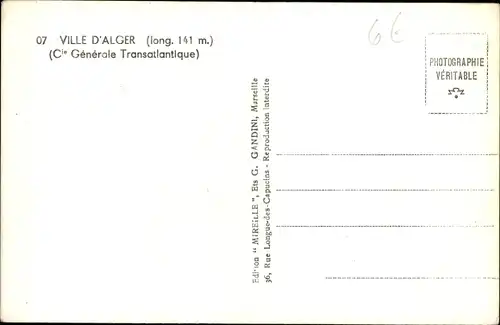 07 VILLE D'ALGER (long. 141 m.)
(Cie Générale Transatlantique)
6€
PHOTOGRAPHIE
VÉRITABLE
Edition "MIREILLE", Ets G. GANDINI, Marseille
36, Rue Longue-des-Capucins - Reproduction interdite